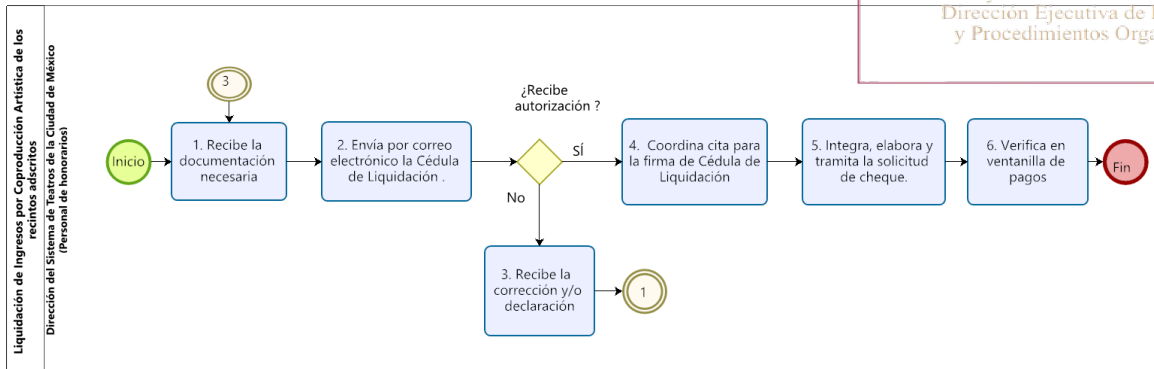 Dirección Ejecutiva de
y Procedimientos
Liquidación de Ingresos por Coproducción Artística de los
recintos adscritos
Dirección del Sistema de Teatros de la Ciudad de México
(Personal de honorarios)
Inicio
3
1. Recibe la
documentación
necesaria
2. Envía por correo
electrónico la Cédula
de Liquidación .
¿Recibe
autorización ?
SÍ
No
3. Recibe la
corrección y/o
declaración
1
4. Coordina cita para
la firma de Cédula de
Liquidación
5. Integra, elabora y
tramita la solicitud
de cheque.
6. Verifica en
ventanilla de
pagos
Fin